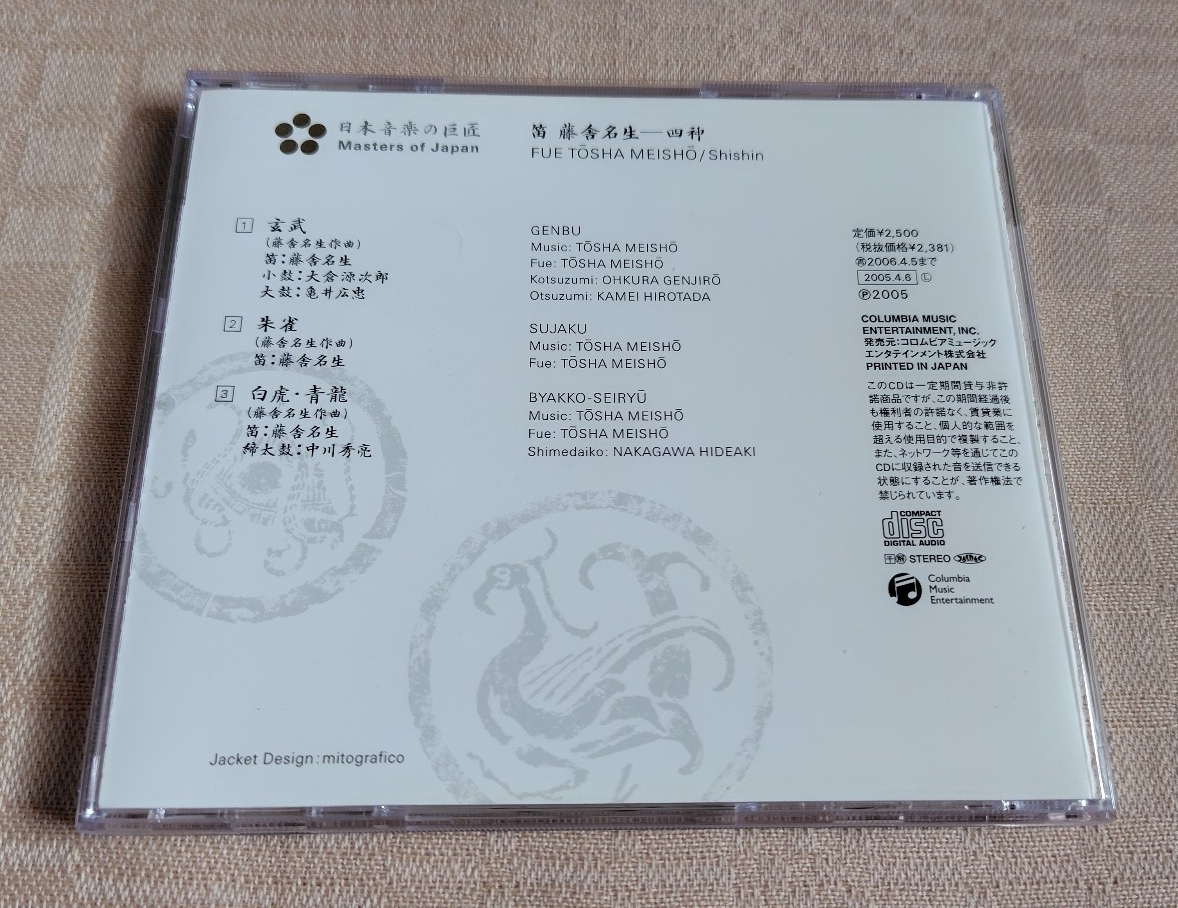 日本音楽の巨匠
Masters of Japan
笛 藤舎名生—四神
FUE TŌSHA MEISHŌ/Shishin
1 玄武
(藤舎名生作曲)
笛:藤舎名生
小鼓:大倉源次郎
大鼓:亀井広忠
2 朱雀
(藤舎名生作曲)
笛:藤舎名生
3 白虎・青龍
(藤舎名生作曲)
笛:藤舎名生
締太鼓:中川秀亮
GENBU
Music: TŌSHA MEISHŌ
Fue: TŌSHA MEISHŌ
Kotsuzumi: OHKURA GENJIRŌ
Otsuzumi: KAMEI HIROTADA
SUJAKU
Music: TŌSHA MEISHŌ
Fue: TŌSHA MEISHŌ
BYAKKO-SEIRYŪ
Music: TŌSHA MEISHŌ
Fue: TŌSHA MEISHŌ
Shimedaiko: NAKAGAWA HIDEAKI
定価¥2,500
(税抜価格¥2,381)
㊢2006.4.5まで
2005.4.6 Ⓛ
Ⓟ2005
COLUMBIA MUSIC
ENTERTAINMENT, INC.
発売元:コロムビアミュージック
エンタテインメント株式会社
PRINTED IN JAPAN
このCDは一定期間貸与非許
諾商品ですが、この期間経過後
も権利者の許諾なく、賃貸業に
使用すること、個人的な範囲を
超える使用目的で複製すること、
また、ネットワーク等を通じてこの
CDに収録された音を送信できる
状態にすることが、著作権法で
禁じられています。
COMPACT
disc
DIGITAL AUDIO
STEREO
Columbia
Music
Entertainment
Jacket Design:mitografico